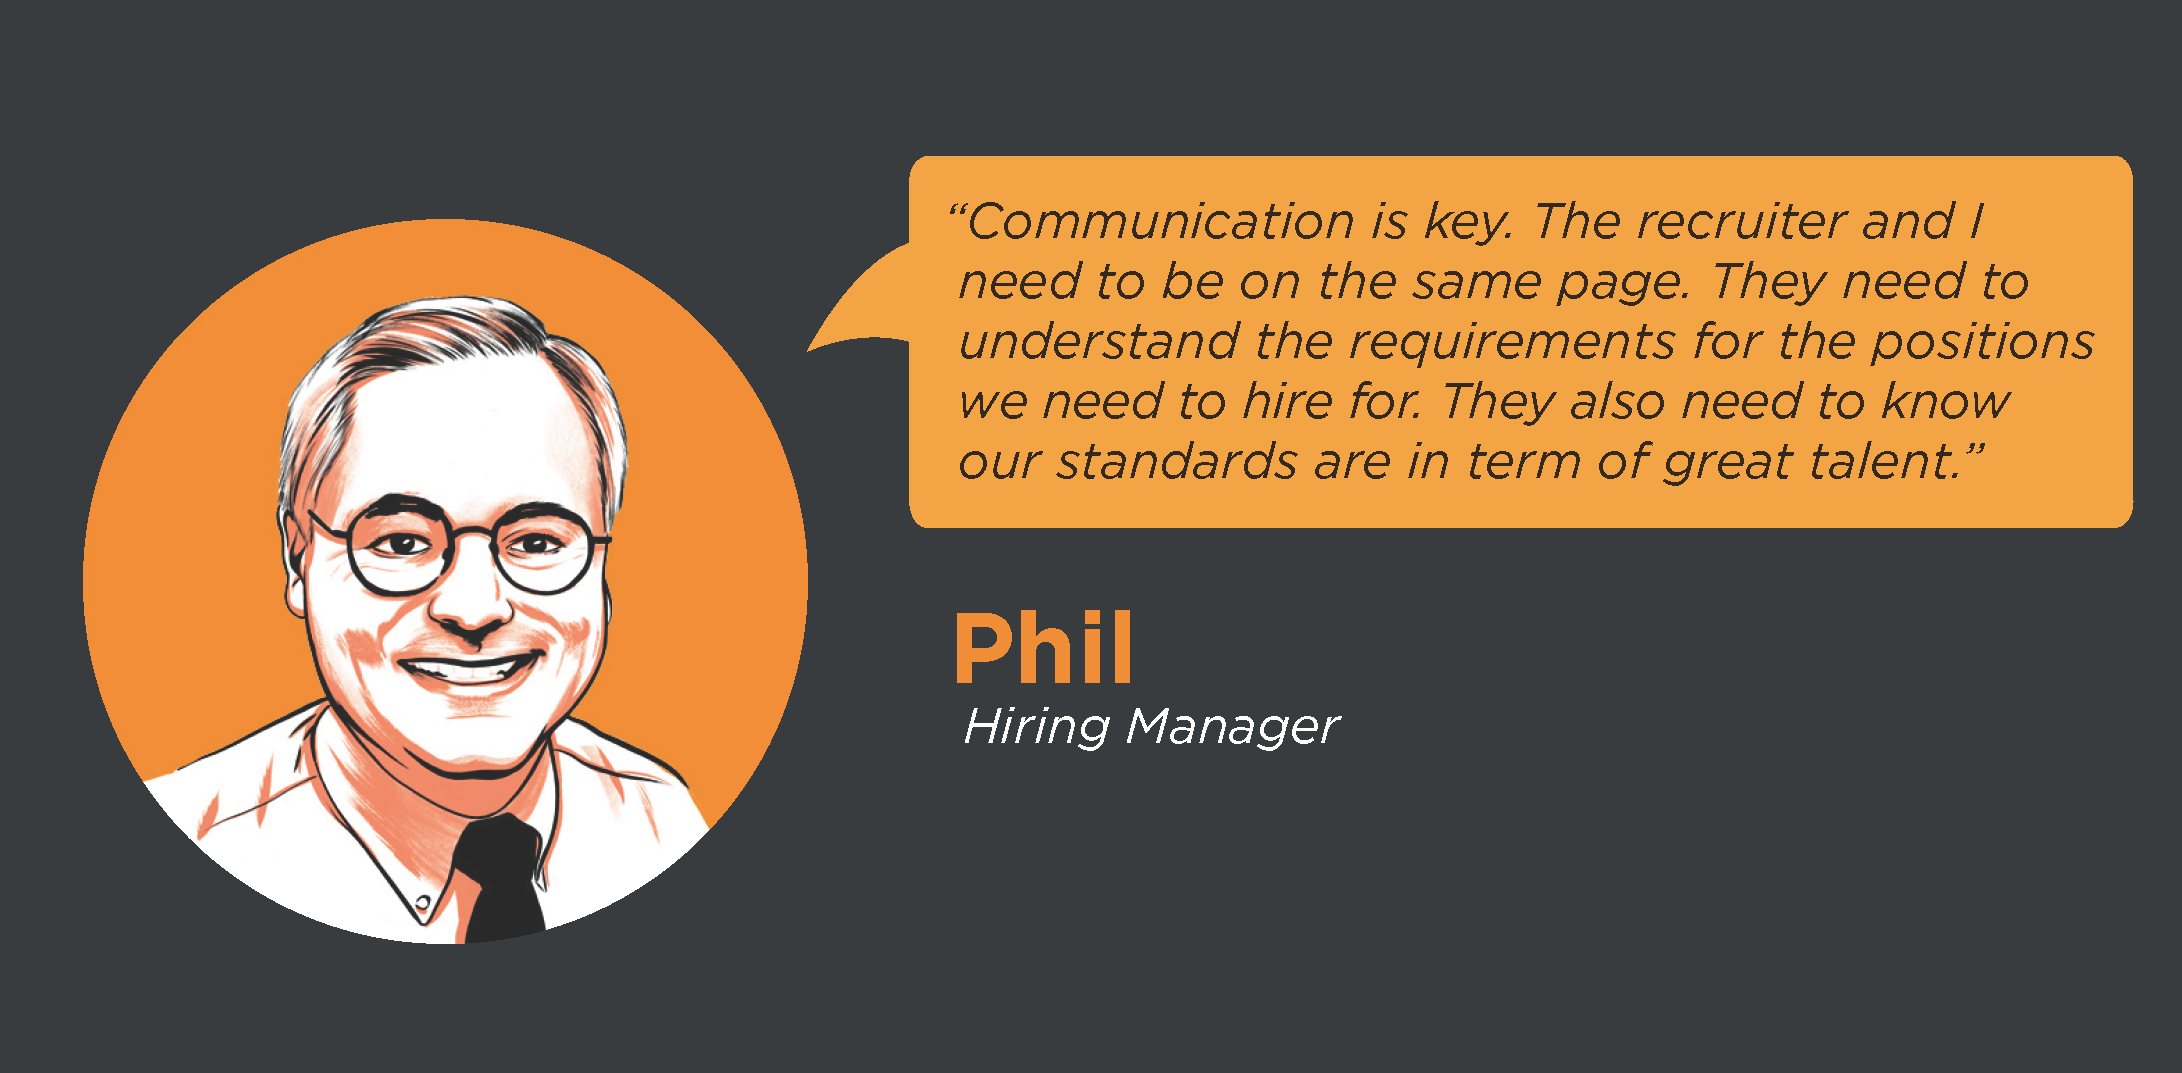 “Communication is key. The recruiter and I
need to be on the same page. They need to
understand the requirements for the positions
we need to hire for. They also need to know
our standards are in term of great talent.”
Phil
Hiring Manager